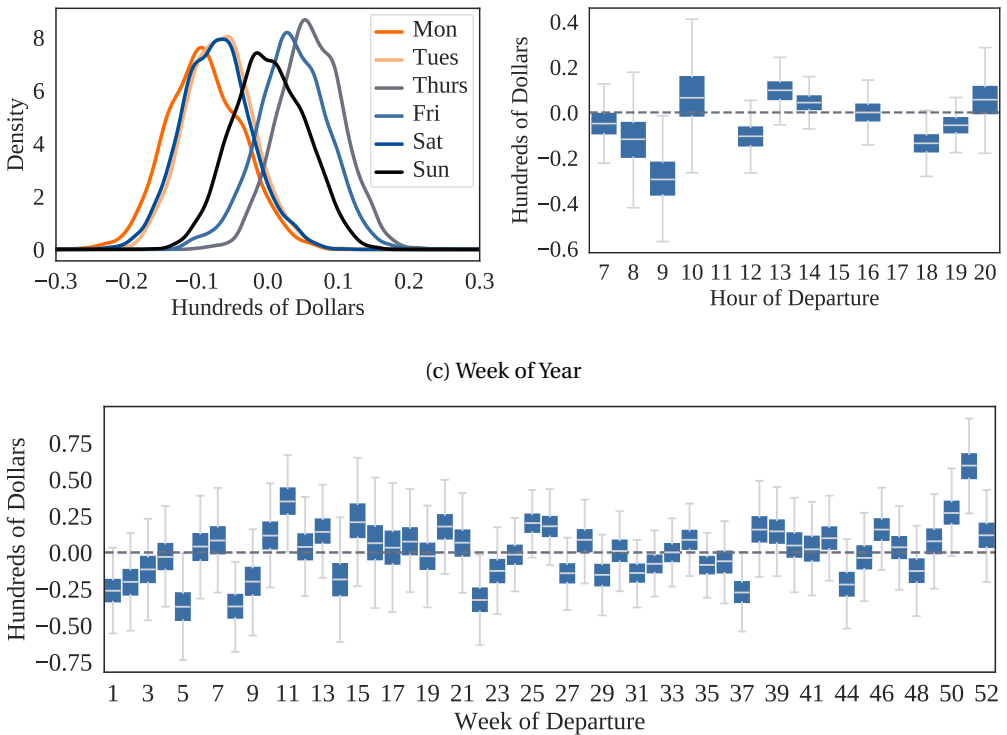 Density
8
6
4
2
0
−0.3 −0.2 −0.1 0.0 0.1 0.2 0.3
Hundreds of Dollars
Mon
Tues
Thurs
Fri
Sat
Sun
Hundreds of Dollars
0.4
0.2
0.0
−0.2
−0.4
−0.6
7 8 9 10 11 12 13 14 15 16 17 18 19 20
Hour of Departure
(c) Week of Year
Hundreds of Dollars
0.75
0.50
0.25
0.00
−0.25
−0.50
−0.75
1 3 5 7 9 11 13 15 17 19 21 23 25 27 29 31 33 35 37 39 41 44 46 48 50 52
Week of Departure